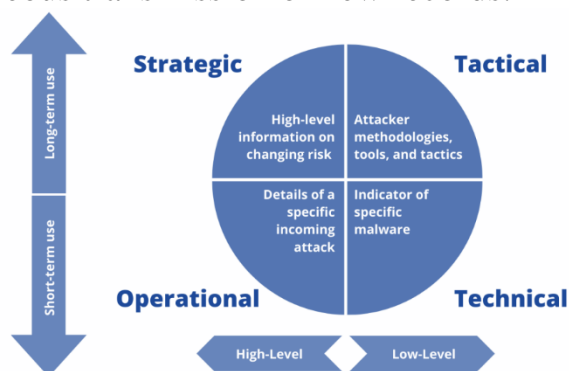 Strategic
Tactical
Long-term use
High-level
information on
changing risk
Attacker
methodologies,
tools, and tactics
Details of a
specific
incoming
attack
Indicator of
specific
malware
Short-term use
Operational
Technical
High-Level
Low-Level